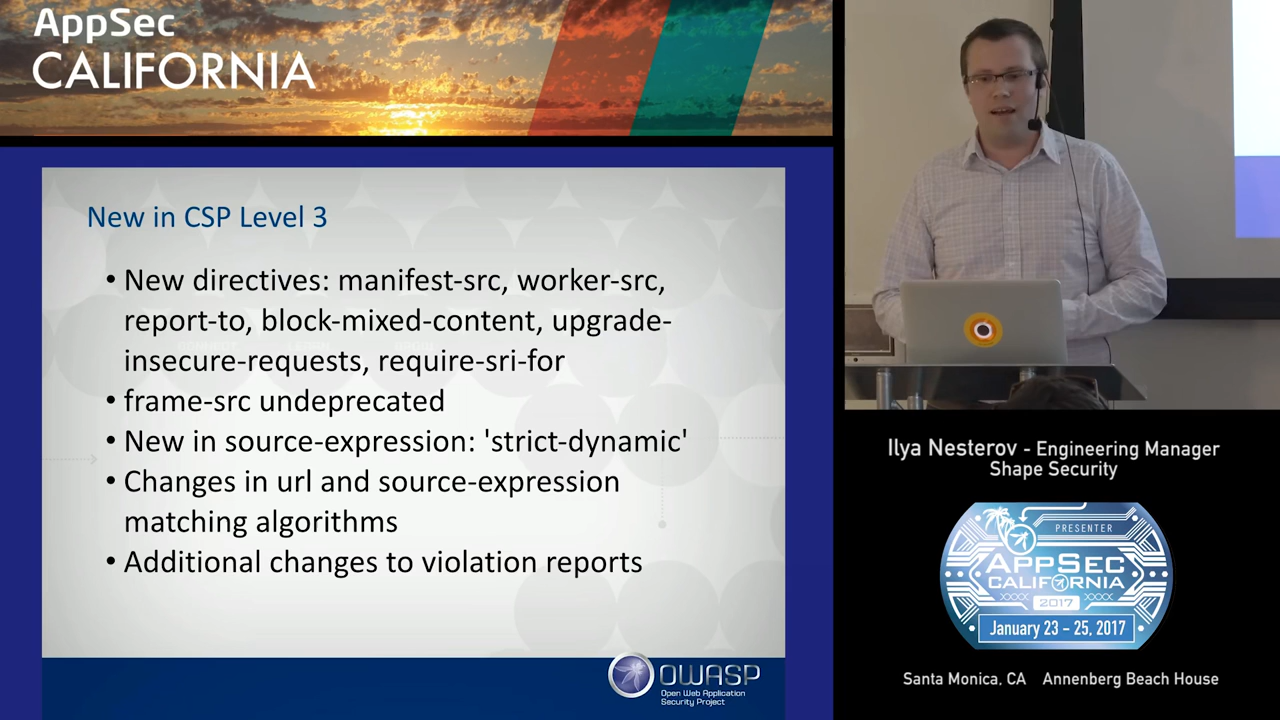 AppSec
CALIFORNIA
New in CSP Level 3
• New directives: manifest-src, worker-src,
report-to, block-mixed-content, upgrade-
insecure-requests, require-sri-for
• frame-src undeprecated
• New in source-expression: 'strict-dynamic'
• Changes in url and source-expression
matching algorithms
• Additional changes to violation reports
OWASP
Open Web Application
Security Project
Ilya Nesterov - Engineering Manager
Shape Security
PRESENTER
APPSEC
CALIFORNIA
2017
January 23 - 25, 2017
Santa Monica, CA Annenberg Beach House